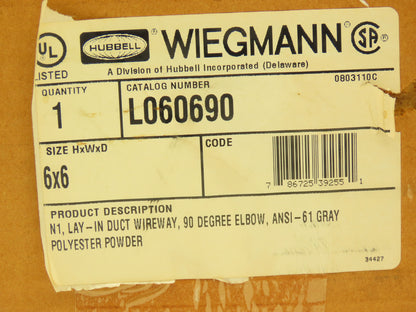 UL HUBBELL WIEGMANN SA
LISTED A Division of Hubbell Incorporated (Delaware)
0803110C
QUANTITY CATALOG NUMBER
1 L060690
SIZE HxWxD CODE
6x6
7 86725 39255 1
PRODUCT DESCRIPTION
N1, LAY-IN DUCT WIREWAY, 90 DEGREE ELBOW, ANSI-61 GRAY
POLYESTER POWDER
34427